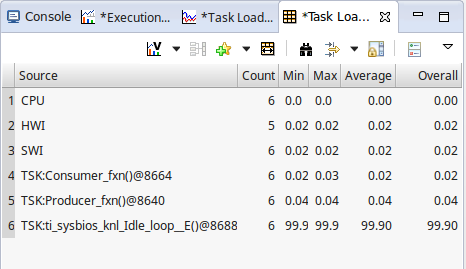 Console *Execution... *Task Load... *Task Loa...
Source Count Min Max Average Overall
1 CPU 6 0.0 0.0 0.00 0.00
2 HWI 5 0.02 0.02 0.02 0.02
3 SWI 6 0.02 0.02 0.02 0.02
4 TSK:Consumer_fxn()@8664 6 0.02 0.03 0.02 0.02
5 TSK:Producer_fxn()@8640 6 0.04 0.04 0.04 0.04
6 TSK:ti_sysbios_knl_Idle_loop__E()@8688 6 99.9 99.9 99.90 99.90